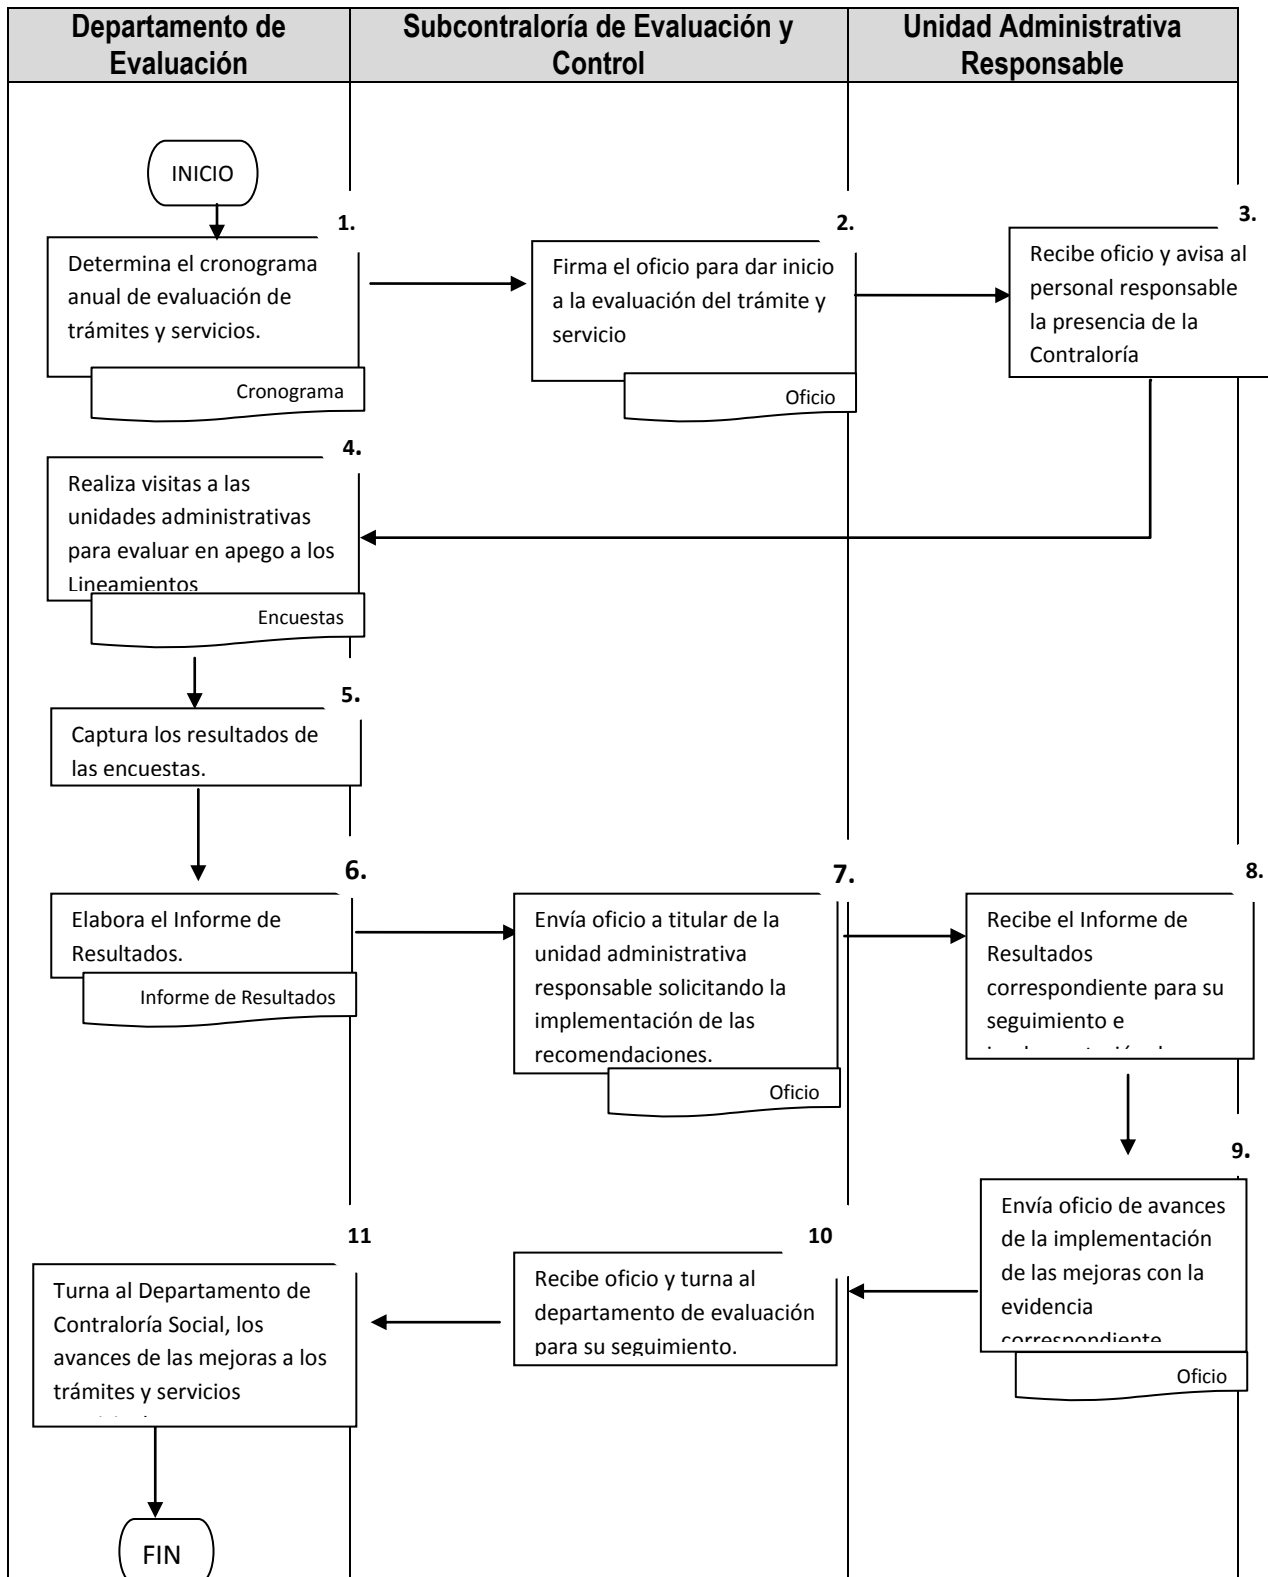 Departamento de
Evaluación
Subcontraloría de Evaluación y
Control
Unidad Administrativa
Responsable
INICIO
1.
Determina el cronograma
anual de evaluación de
trámites y servicios.
Cronograma
2.
Firma el oficio para dar inicio
a la evaluación del trámite y
servicio
Oficio
3.
Recibe oficio y avisa al
personal responsable
la presencia de la
Contraloría
4.
Realiza visitas a las
unidades administrativas
para evaluar en apego a los
Lineamientos
Encuestas
5.
Captura los resultados de
las encuestas.
6.
Elabora el Informe de
Resultados.
Informe de Resultados
7.
Envía oficio a titular de la
unidad administrativa
responsable solicitando la
implementación de las
recomendaciones.
Oficio
8.
Recibe el Informe de
Resultados
correspondiente para su
seguimiento e
9.
Envía oficio de avances
de la implementación
de las mejoras con la
evidencia
correspondiente
Oficio
10
Recibe oficio y turna al
departamento de evaluación
para su seguimiento.
11
Turna al Departamento de
Contraloría Social, los
avances de las mejoras a los
trámites y servicios
FIN